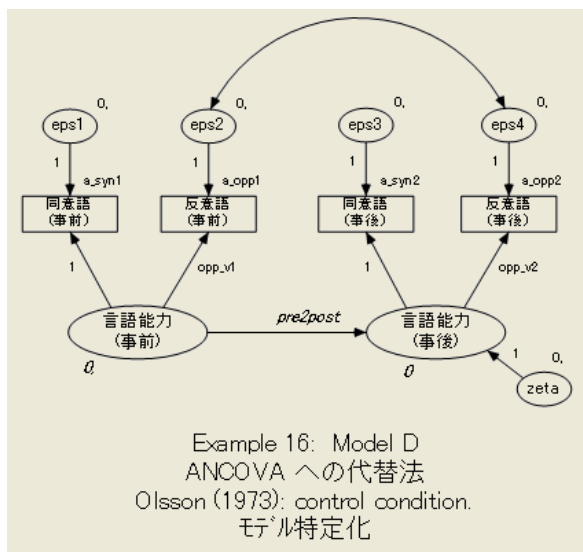 0,
0,
0,
0,
eps1
eps2
eps3
eps4
1
1
1
1
a_syn1
a_opp1
a_syn2
a_opp2
同意語
(事前)
反意語
(事前)
同意語
(事後)
反意語
(事後)
1
opp_v1
1
opp_v2
言語能力
(事前)
pre2post
言語能力
(事後)
0,
0
1
0,
zeta
Example 16: Model D
ANCOVA への代替法
Olsson (1973): control condition.
モデル特定化